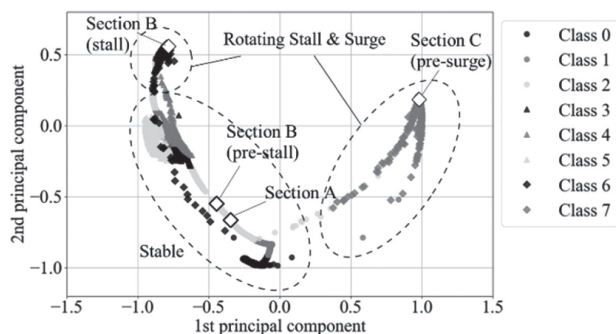 Section B
(stall)
Rotating Stall & Surge
Section C
(pre-surge)
Section B
(pre-stall)
Section A
Stable
2nd principal component
0.5
0.0
−0.5
−1.0
−1.5
−1.0
−0.5
0.0
0.5
1.0
1.5
1st principal component
Class 0
Class 1
Class 2
Class 3
Class 4
Class 5
Class 6
Class 7